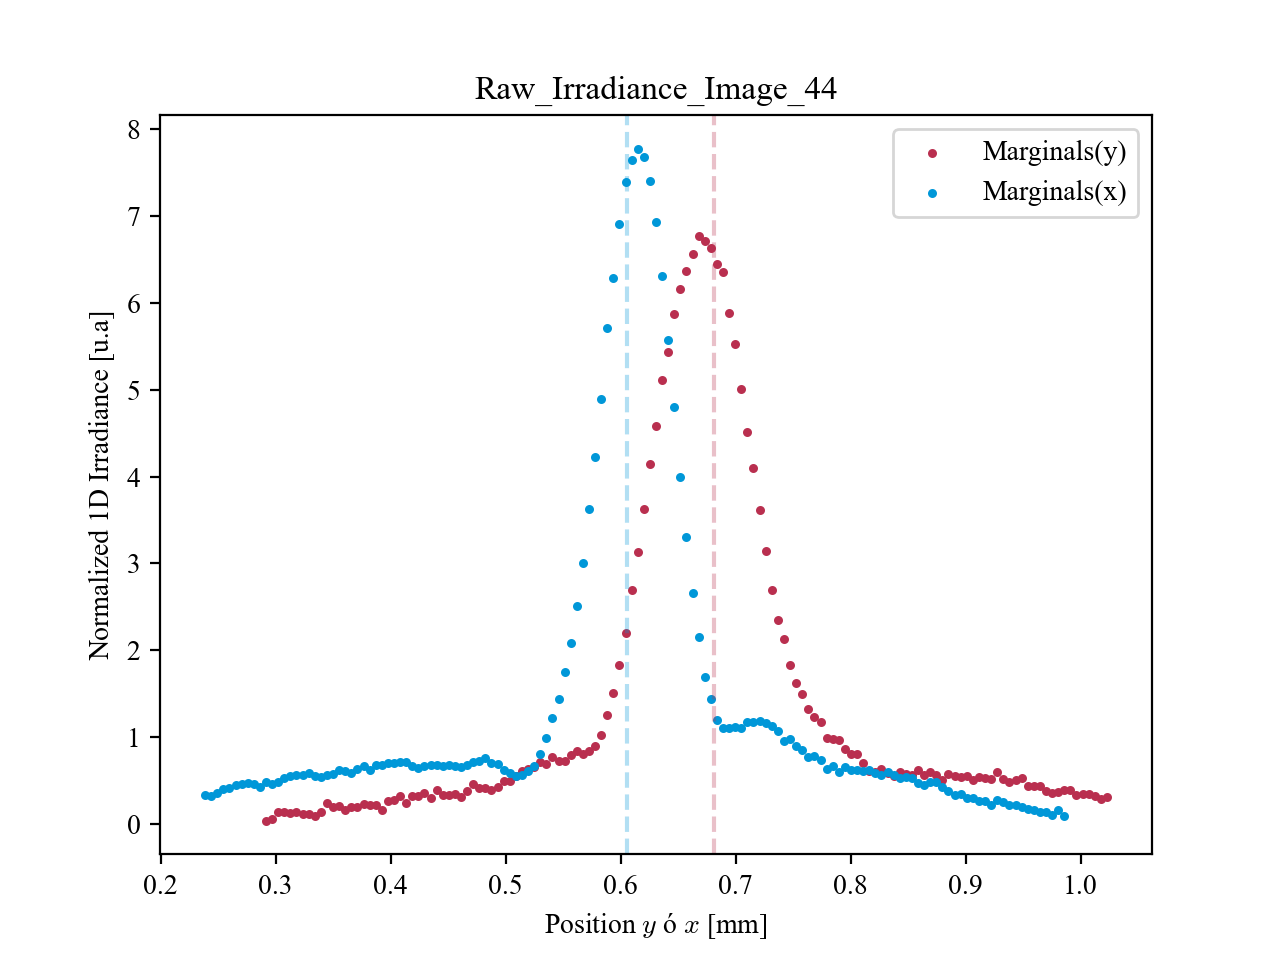 Raw_Irradiance_Image_44
Marginals(y)
Marginals(x)
Normalized 1D Irradiance [u.a]
8
7
6
5
4
3
2
1
0
0.2 0.3 0.4 0.5 0.6 0.7 0.8 0.9 1.0
Position y ó x [mm]